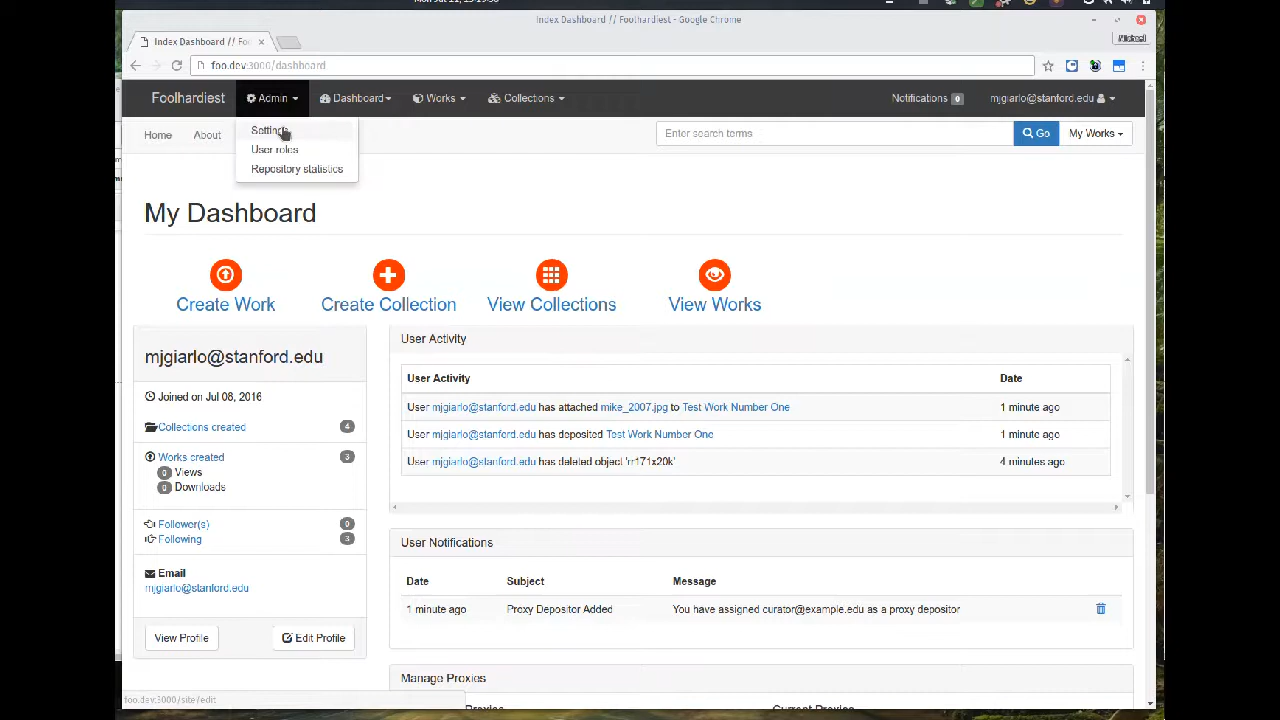 Index Dashboard // Foothardiest - Google Chrome
Index Dashboard // Foo
Michael
foo.dev:3000/dashboard
Foolhardiest Admin Dashboard Works Collections Notifications 0 mjgiarlo@stanford.edu
Home About Enter search terms Go My Works
Settings
User roles
Repository statistics
My Dashboard
Create Work Create Collection View Collections View Works
mjgiarlo@stanford.edu
Joined on Jul 08, 2016
Collections created 4
Works created 3
0 Views
0 Downloads
Follower(s) 0
Following 3
Email
mjgiarlo@stanford.edu
View Profile Edit Profile
User Activity
User Activity Date
User mjgiarlo@stanford.edu has attached mike_2007.jpg to Test Work Number One 1 minute ago
User mjgiarlo@stanford.edu has deposited Test Work Number One 1 minute ago
User mjgiarlo@stanford.edu has deleted object 'rr171x20k' 4 minutes ago
User Notifications
Date Subject Message
1 minute ago Proxy Depositor Added You have assigned curator@example.edu as a proxy depositor
Manage Proxies
Current Proxies
foo.dev:3000/site/edit